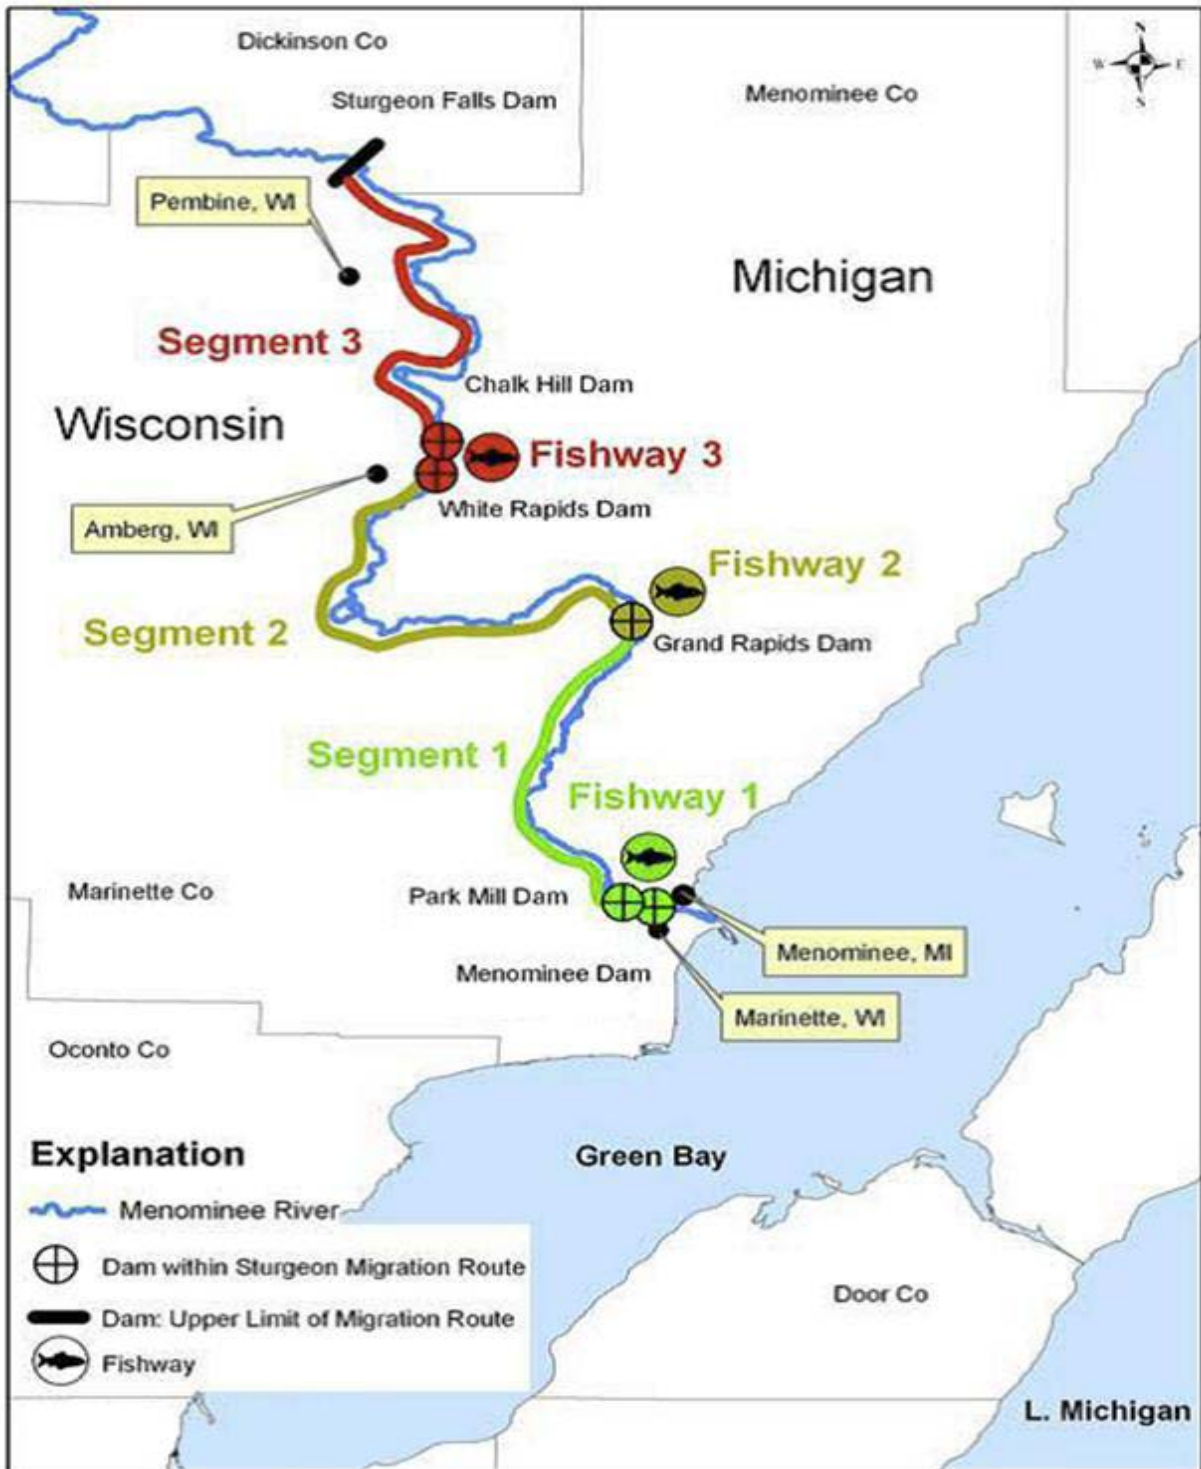 Dickinson Co
N
W E
S
Sturgeon Falls Dam
Menominee Co
Pembine, WI
Michigan
Segment 3
Chalk Hill Dam
Wisconsin
Fishway 3
White Rapids Dam
Amberg, WI
Fishway 2
Segment 2
Grand Rapids Dam
Segment 1
Fishway 1
Marinette Co
Park Mill Dam
Menominee, MI
Menominee Dam
Marinette, WI
Oconto Co
Explanation
Green Bay
Menominee River
Dam within Sturgeon Migration Route
Door Co
Dam: Upper Limit of Migration Route
Fishway
L. Michigan